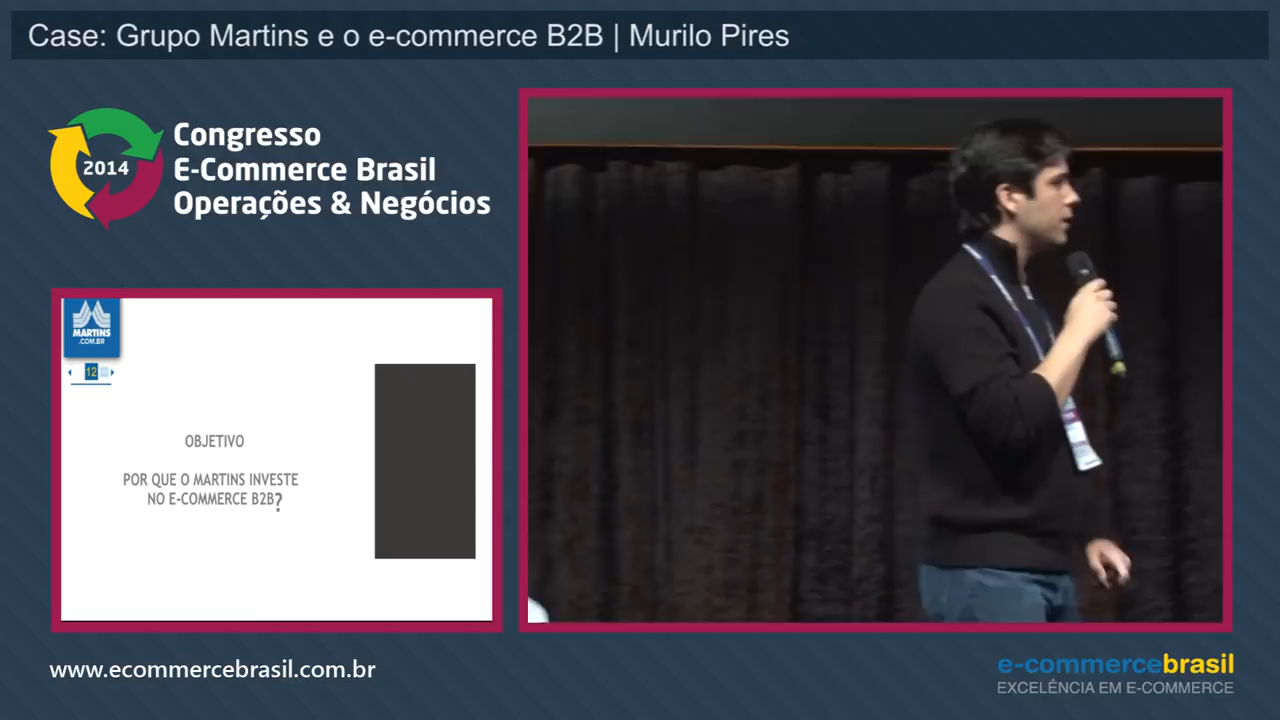 Case: Grupo Martins e o e-commerce B2B | Murilo Pires
2014
Congresso
E-Commerce Brasil
Operações & Negócios
MARTINS
.COM.BR
12
OBJETIVO
POR QUE O MARTINS INVESTE
NO E-COMMERCE B2B?
www.ecommercebrasil.com.br
e-commercebrasil
EXCELÊNCIA EM E-COMMERCE